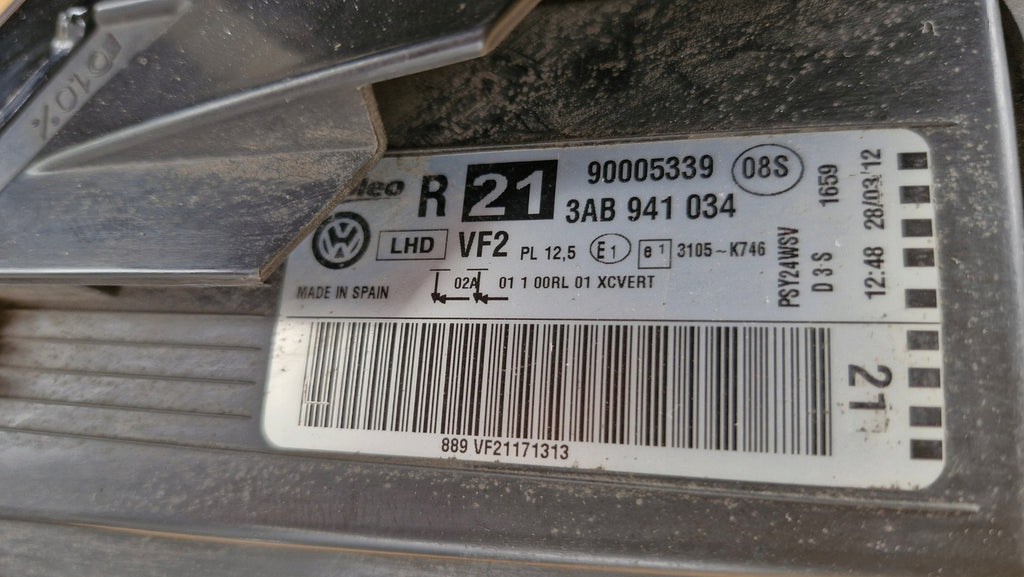 R 21 90005339 08S
3AB 941 034
LHD VF2 PL 12,5 E1 e1 3105-K746
MADE IN SPAIN 02A 01 1 00RL 01 XCVERT
PSY24WSV 1659
D3S
12:48 28/03/12
21
889 VF21171313